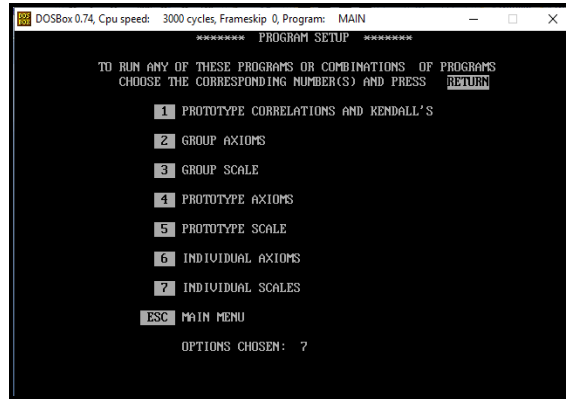 DOSBox 0.74, Cpu speed: 3000 cycles, Frameskip 0, Program: MAIN
******* PROGRAM SETUP *******
TO RUN ANY OF THESE PROGRAMS OR COMBINATIONS OF PROGRAMS
CHOOSE THE CORRESPONDING NUMBER(S) AND PRESS RETURN
1 PROTOTYPE CORRELATIONS AND KENDALL'S
2 GROUP AXIOMS
3 GROUP SCALE
4 PROTOTYPE AXIOMS
5 PROTOTYPE SCALE
6 INDIVIDUAL AXIOMS
7 INDIVIDUAL SCALES
ESC MAIN MENU
OPTIONS CHOSEN: 7